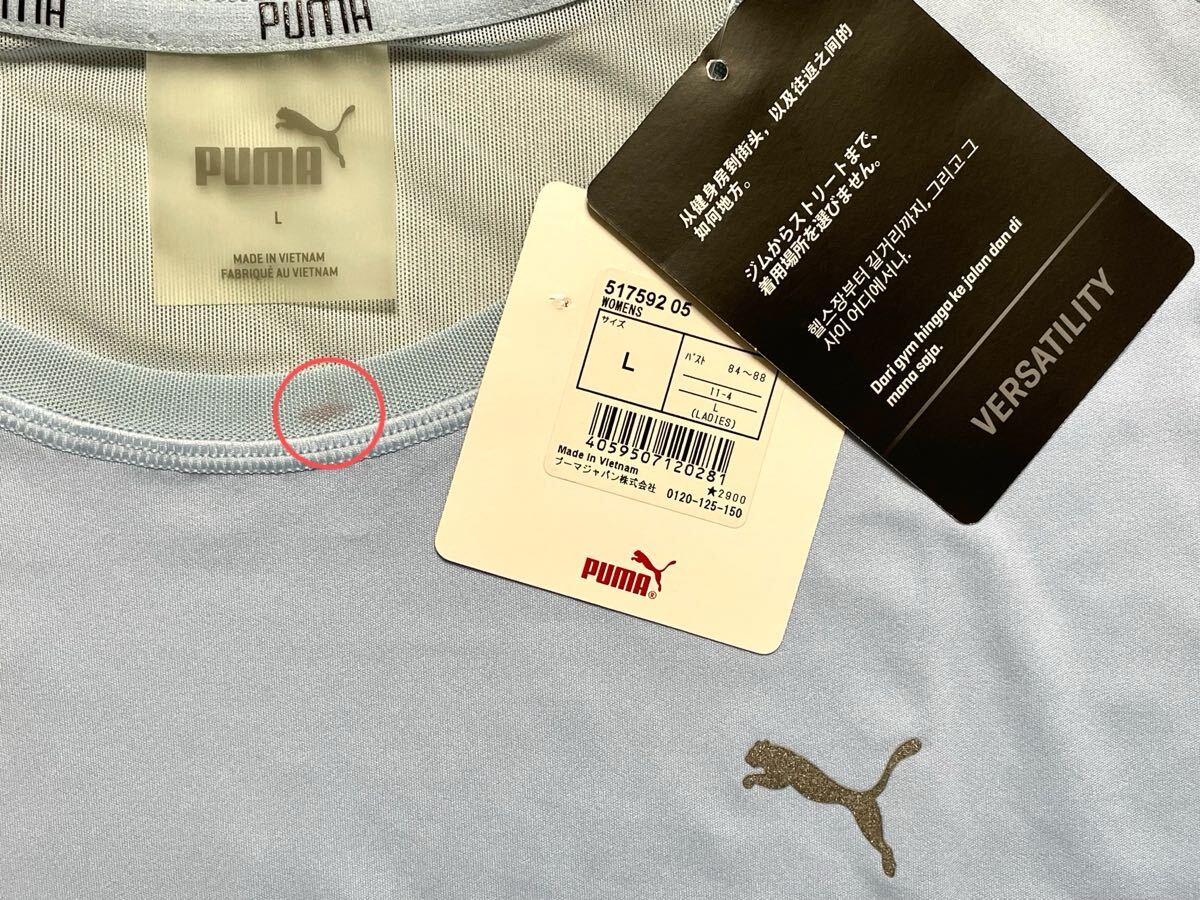 PUMA
PUMA
L
MADE IN VIETNAM
FABRIQUÉ AU VIETNAM
517592 05
WOMENS
サイズ
L
バスト 84～88
11-4
L
(LADIES)
4059507120281
Made in Vietnam
プーマジャパン株式会社
★2900
0120-125-150
PUMA®
从健身房到街头，以及往返之间的
如何地方。
ジムからストリートまで、
着用場所を選びません。
헬스장부터 길거리까지, 그리고 그
사이 어디에서나.
Dari gym hingga ke jalan dan di
mana saja.
VERSATILITY